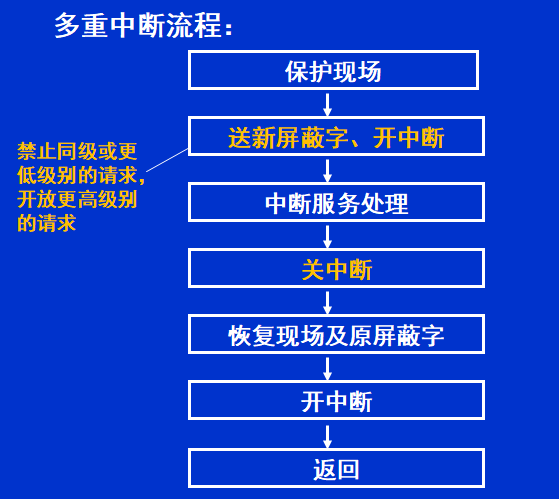 多重中断流程：
保护现场
送新屏蔽字、开中断
禁止同级或更
低级别的请求，
开放更高级别
的请求
中断服务处理
关中断
恢复现场及原屏蔽字
开中断
返回